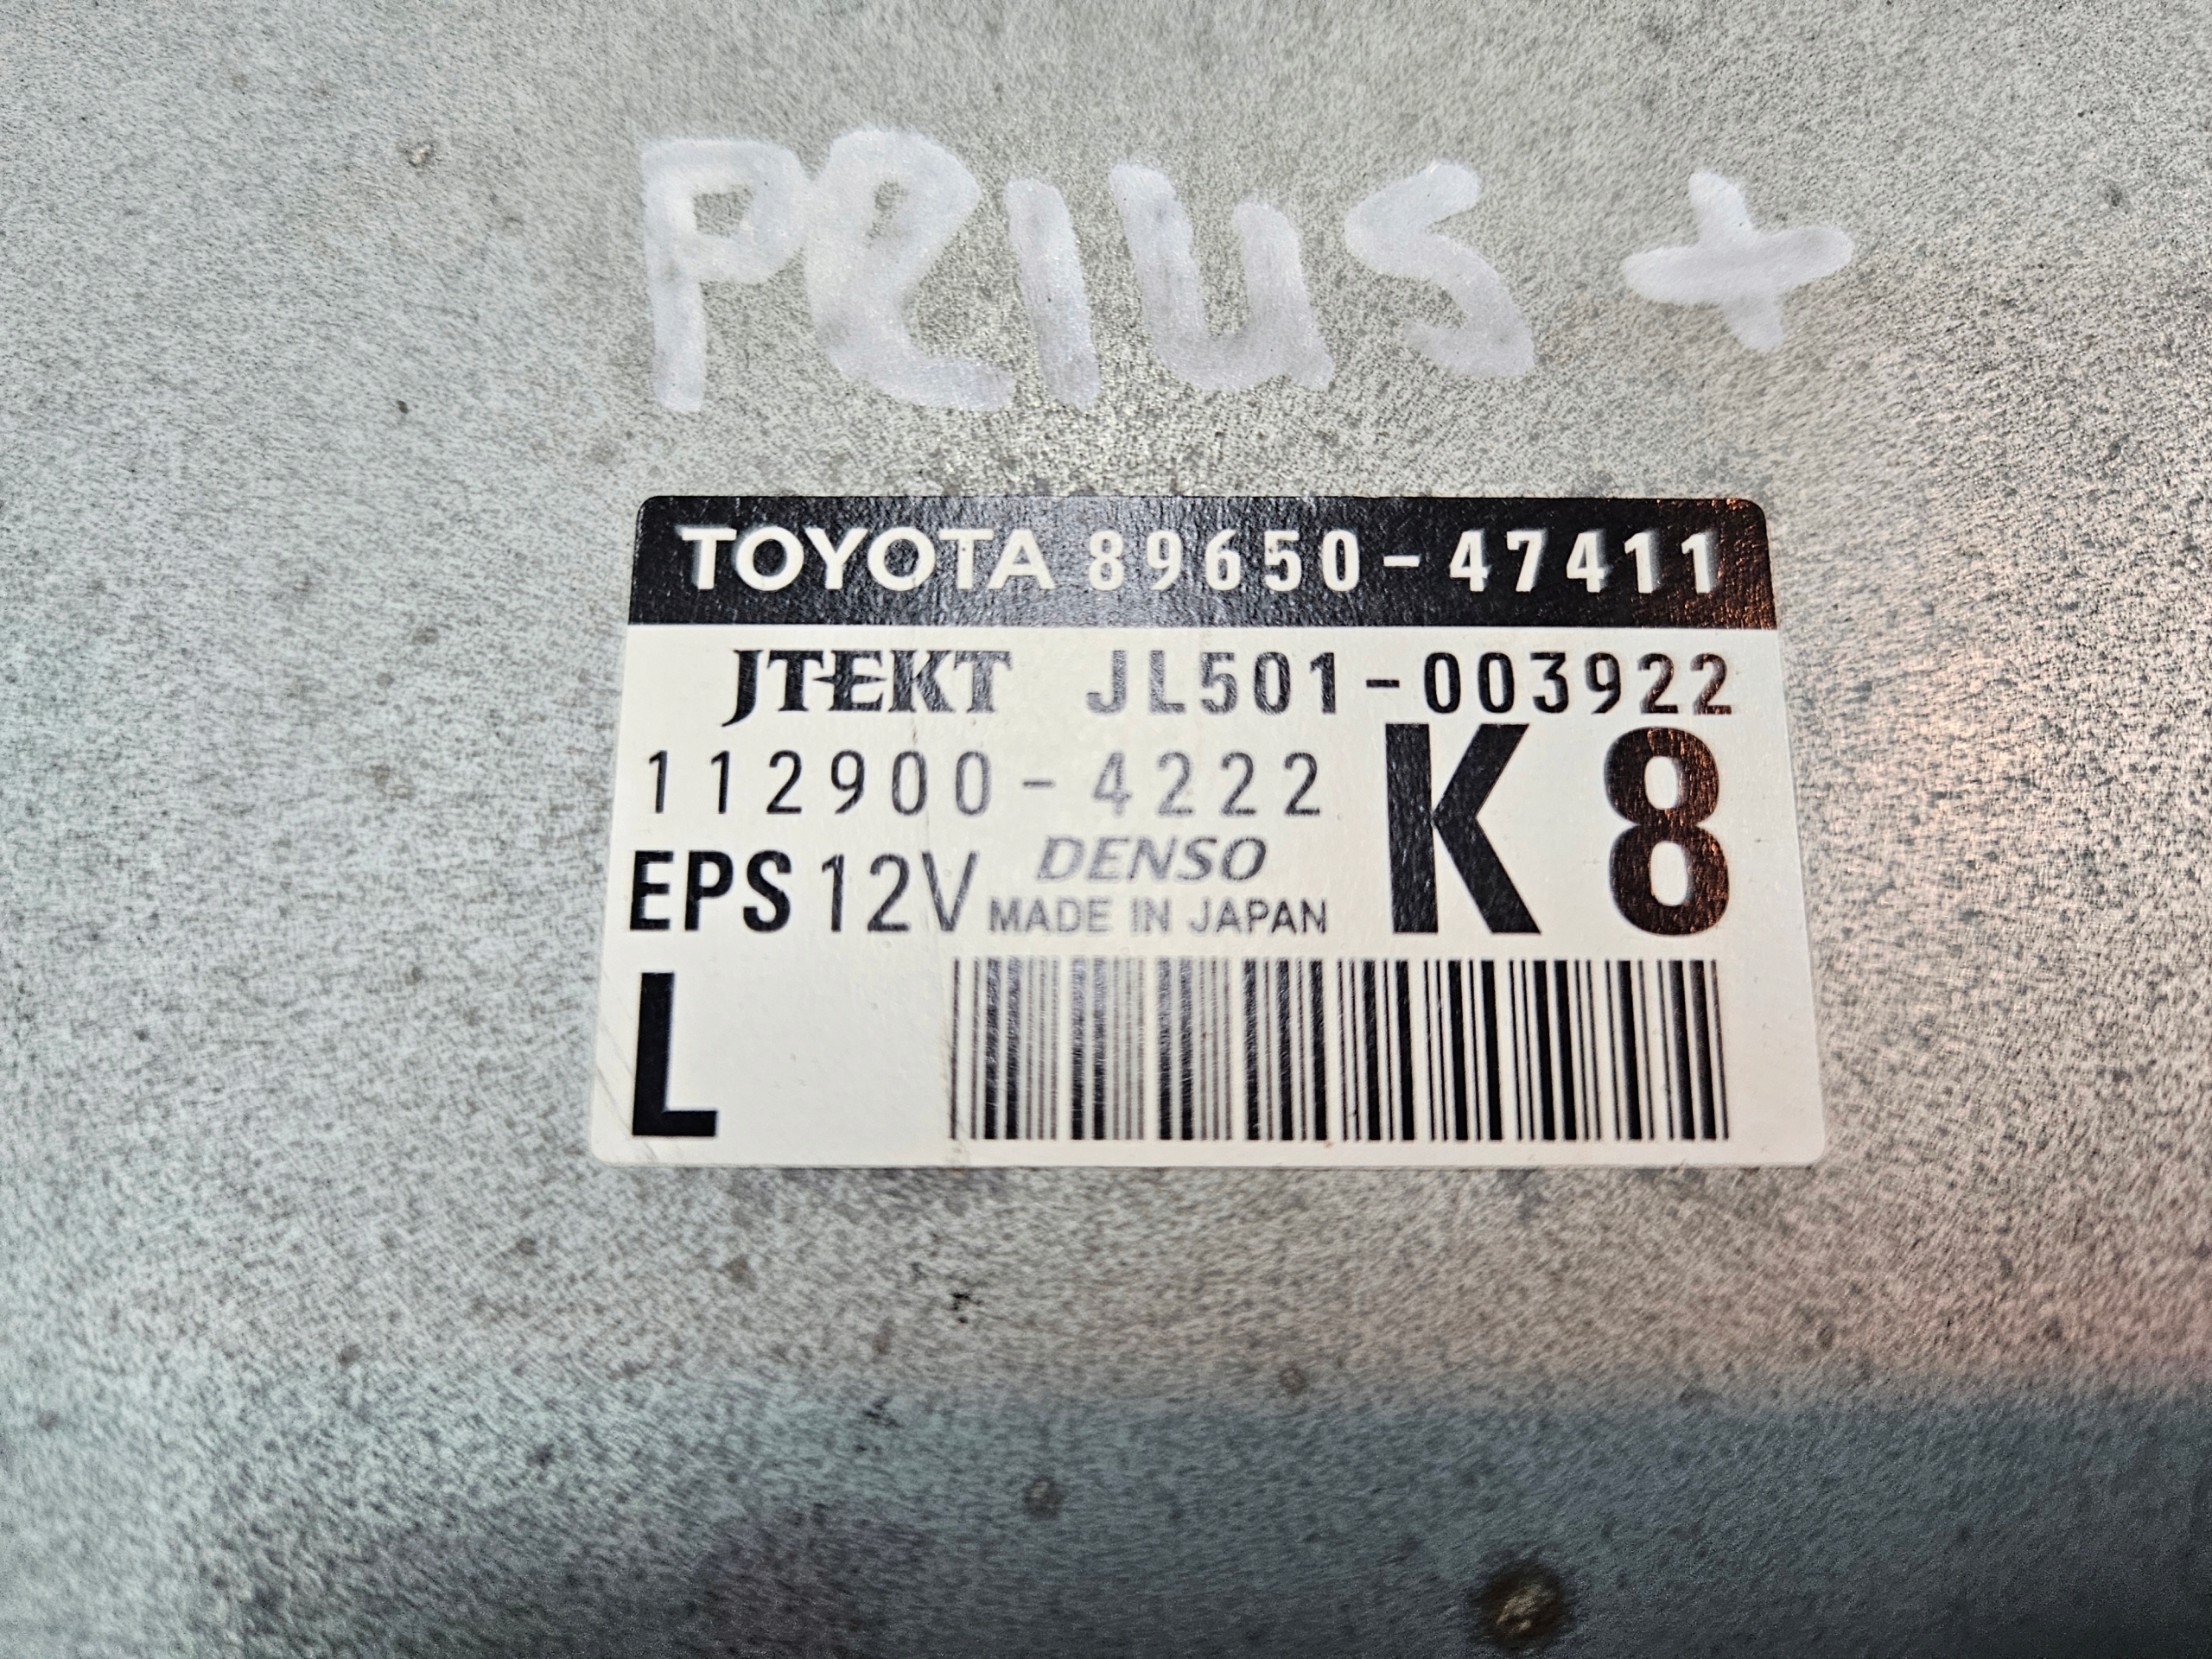 PRIUS +
TOYOTA 89650-47411
JTEKT JL501-003922
112900-4222 K8
EPS 12V DENSO
MADE IN JAPAN
L